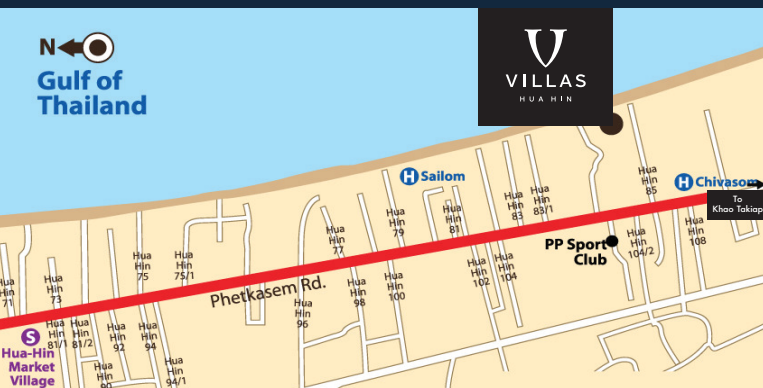 N
Gulf of
Thailand
V
VILLAS
HUA HIN
H Sailom
H Chivasom
To
Khao Takiap
Hua
Hin
85
Hua
Hin
83
Hua
Hin
83/1
Hua
Hin
81
Hua
Hin
79
Hua
Hin
77
Hua
Hin
75/1
Hua
Hin
75
Hua
Hin
73
Hua
Hin
71
PP Sport
Club
Hua
Hin
104/2
Hua
Hin
108
Hua
Hin
104
Hua
Hin
102
Hua
Hin
100
Hua
Hin
98
Phetkasem Rd.
Hua
Hin
96
Hua
Hin
94
Hua
Hin
92
Hua
Hin
81/2
Hua
Hin
81/1
S
Hua-Hin
Market
Village
Hua
Hin
90
Hua
Hin
94/1